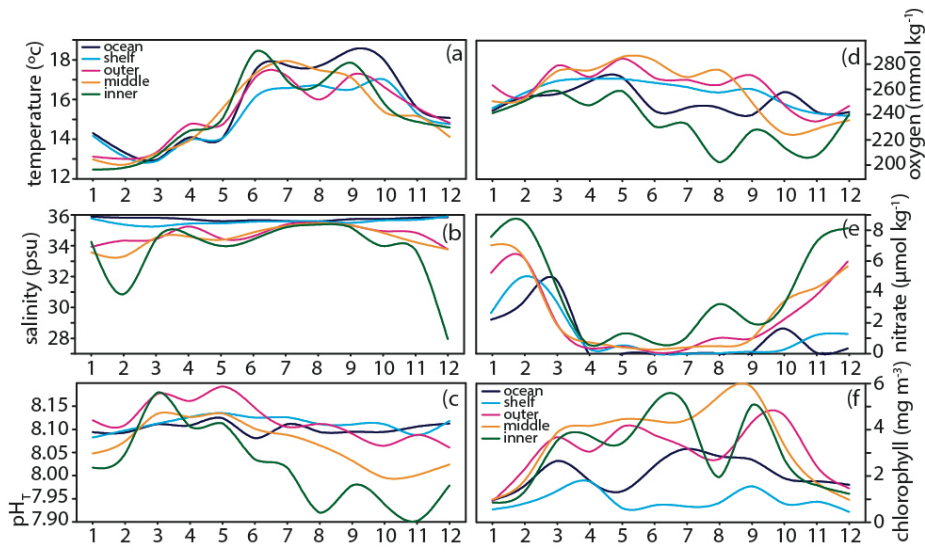 ocean
shelf
outer
middle
inner
(a)
temperature (ºc)
18
16
14
12
1 2 3 4 5 6 7 8 9 10 11 12
(d)
oxygen (mmol kg-1)
280
260
240
220
200
1 2 3 4 5 6 7 8 9 10 11 12
(b)
salinity (psu)
36
34
32
30
28
1 2 3 4 5 6 7 8 9 10 11 12
(e)
nitrate (µmol kg-1)
8
6
4
2
0
1 2 3 4 5 6 7 8 9 10 11 12
(c)
pHT
8.15
8.10
8.05
8.00
7.95
7.90
1 2 3 4 5 6 7 8 9 10 11 12
ocean
shelf
outer
middle
inner
(f)
chlorophyll (mg m-3)
6
4
2
0
1 2 3 4 5 6 7 8 9 10 11 12